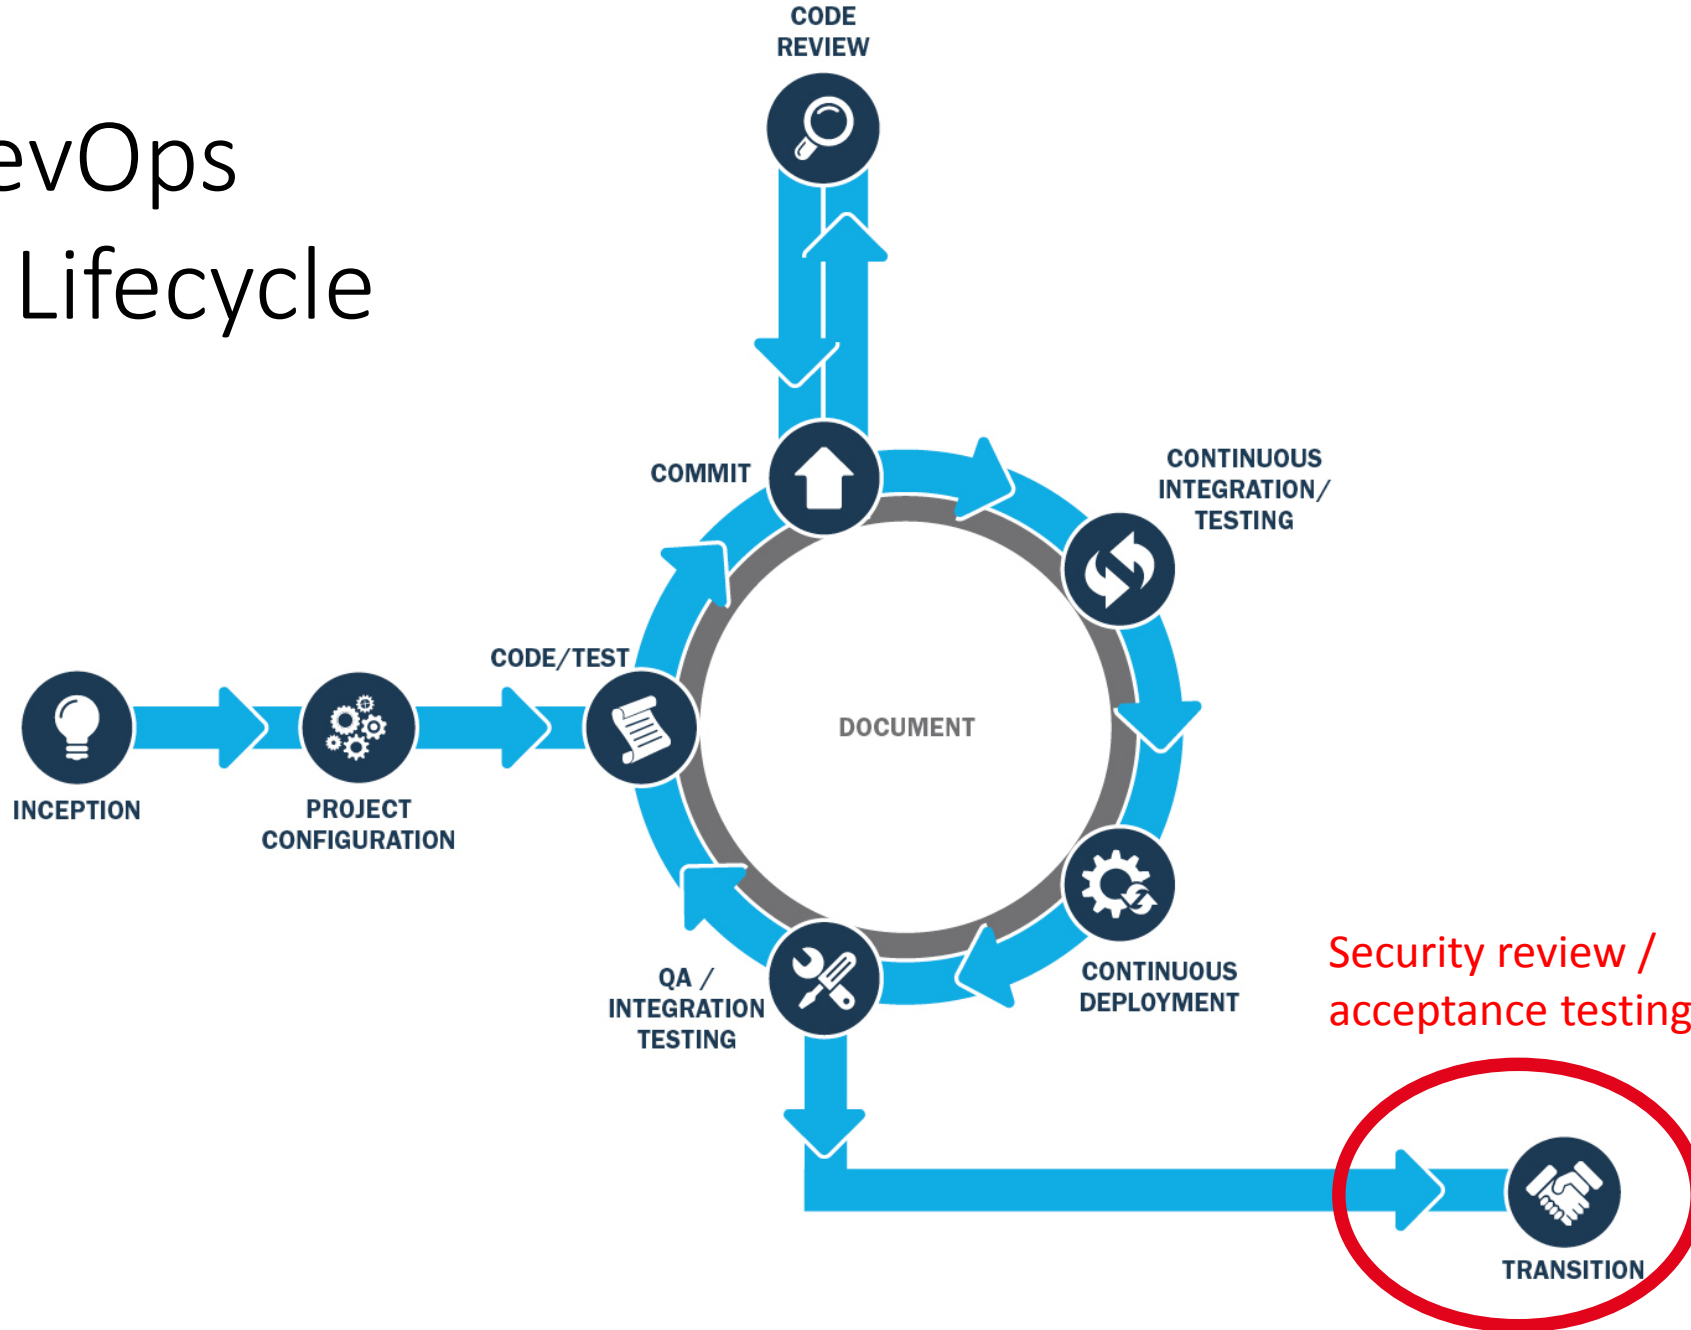 evOps
Lifecycle
CODE
REVIEW
COMMIT
CONTINUOUS
INTEGRATION/
TESTING
CODE/TEST
DOCUMENT
INCEPTION
PROJECT
CONFIGURATION
QA /
INTEGRATION
TESTING
CONTINUOUS
DEPLOYMENT
Security review /
acceptance testing
TRANSITION